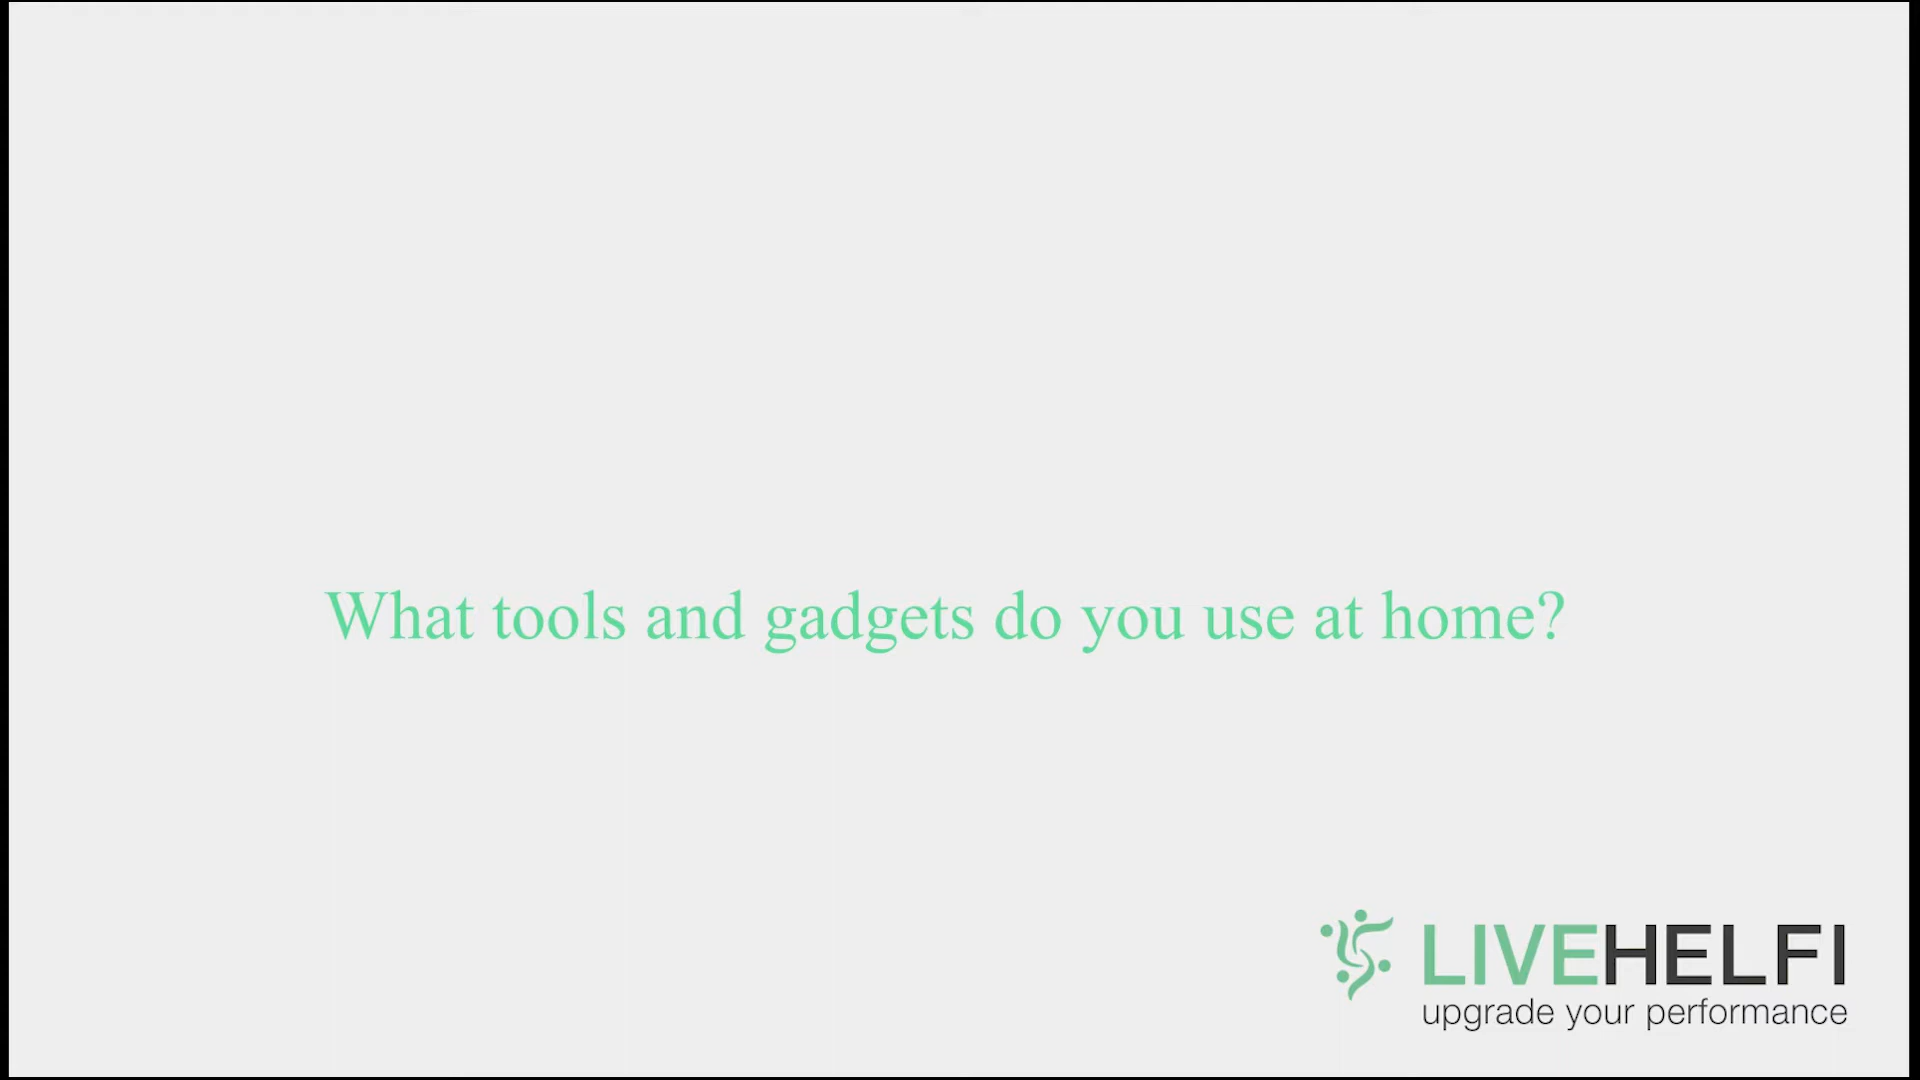 What tools and gadgets do you use at home?
LIVEHELFI
upgrade your performance